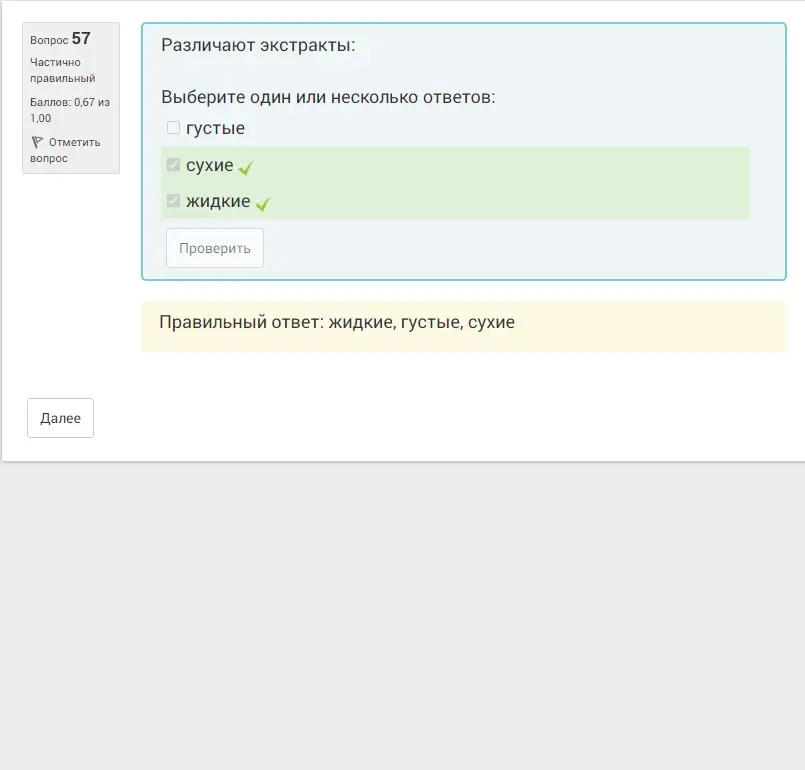 Вопрос 57
Частично
правильный
Баллов: 0,67 из
1,00
Отметить
вопрос
Различают экстракты:
Выберите один или несколько ответов:
густые
сухие
жидкие
Проверить
Правильный ответ: жидкие, густые, сухие
Далее